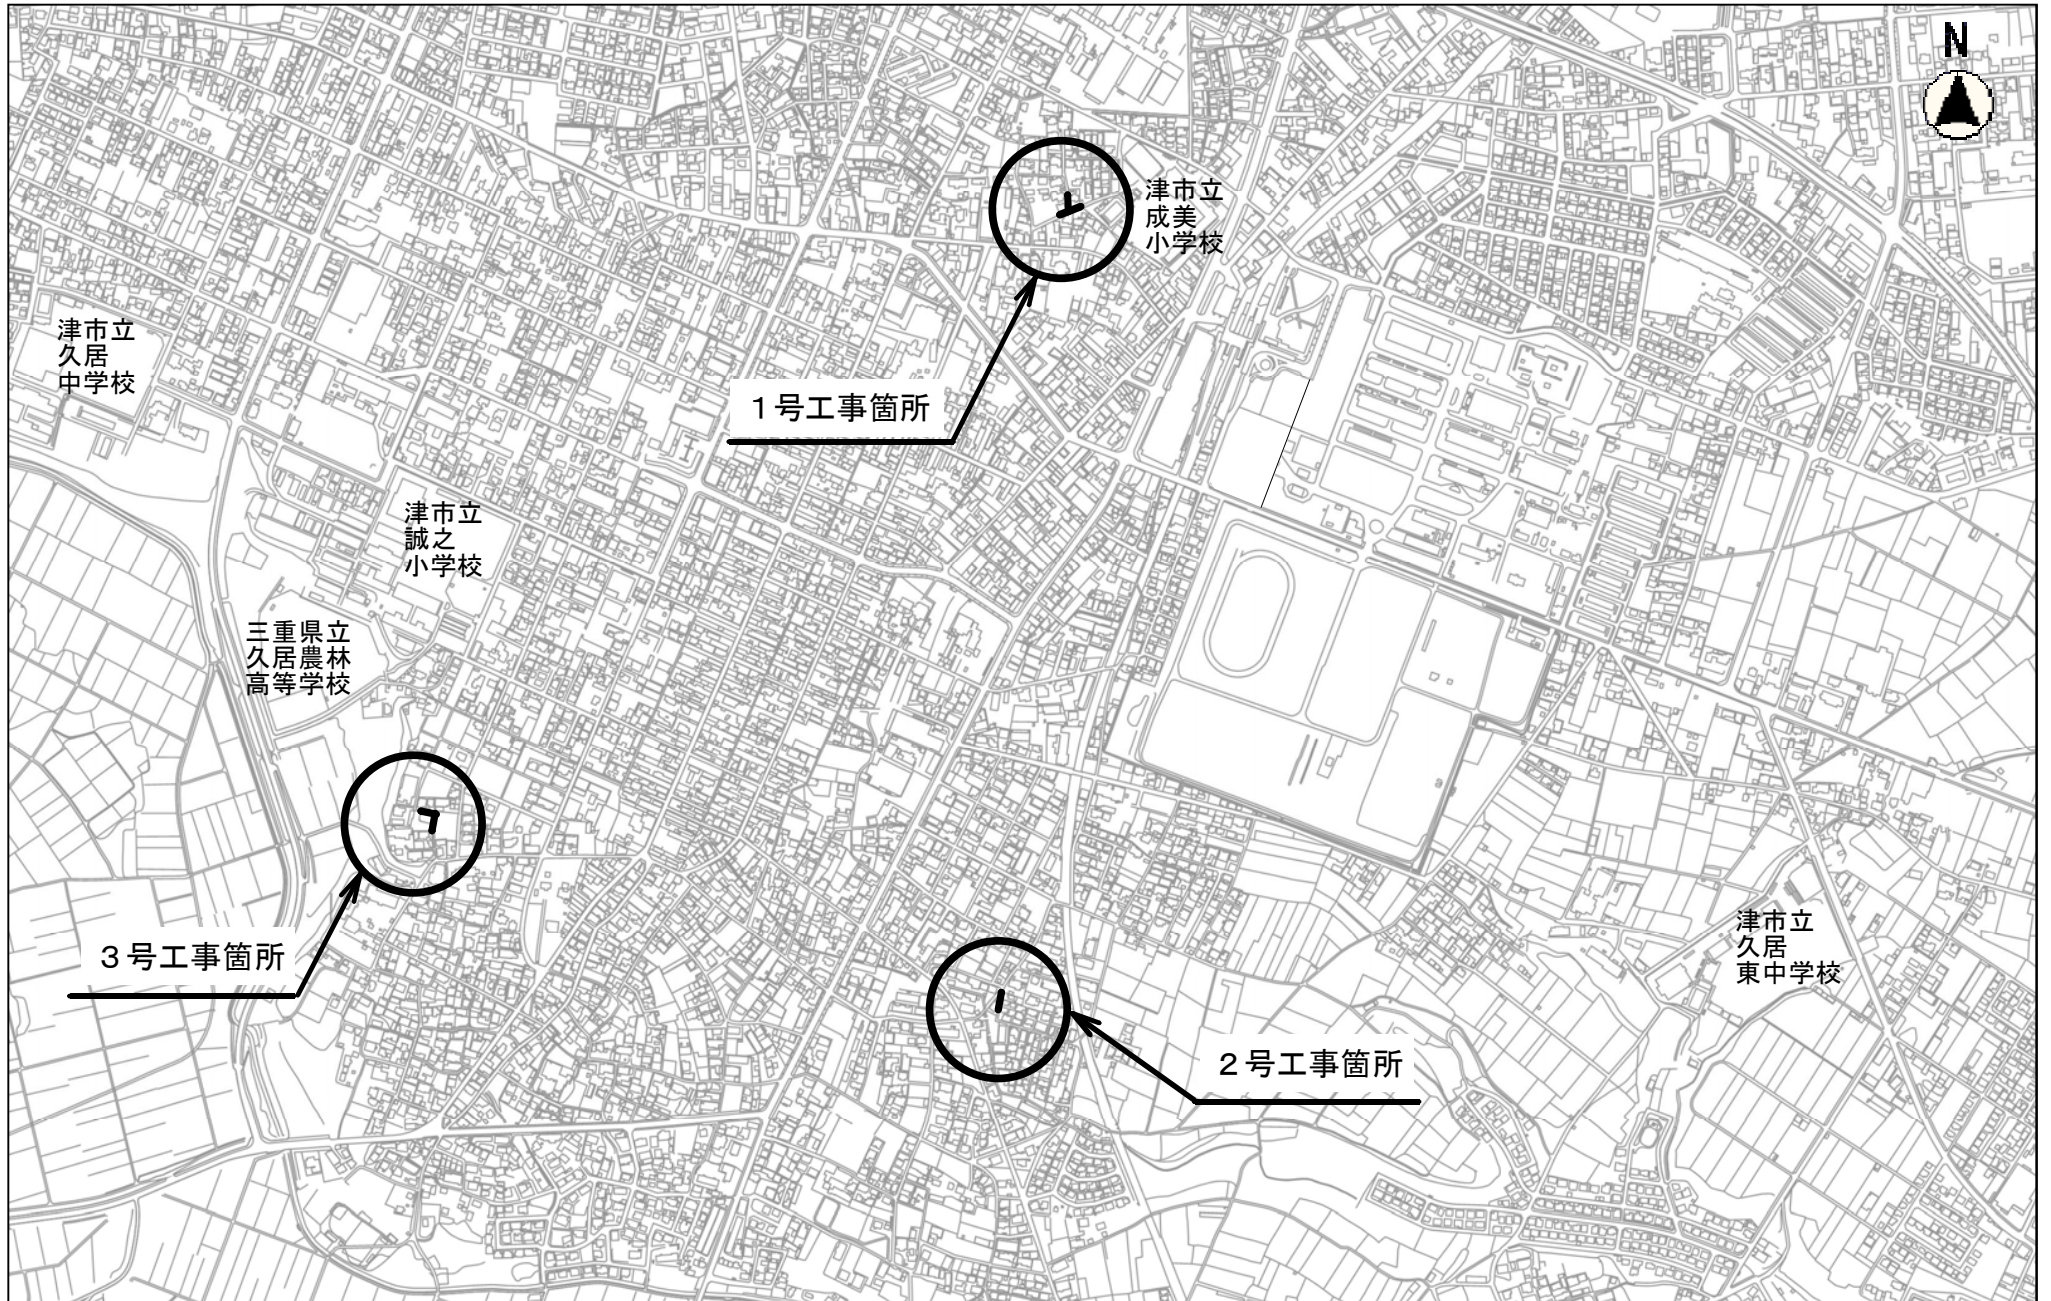 N
津市立
成美
小学校
津市立
久居
中学校
1号工事箇所
津市立
誠之
小学校
三重県立
久居農林
高等学校
津市立
久居
東中学校
3号工事箇所
2号工事箇所